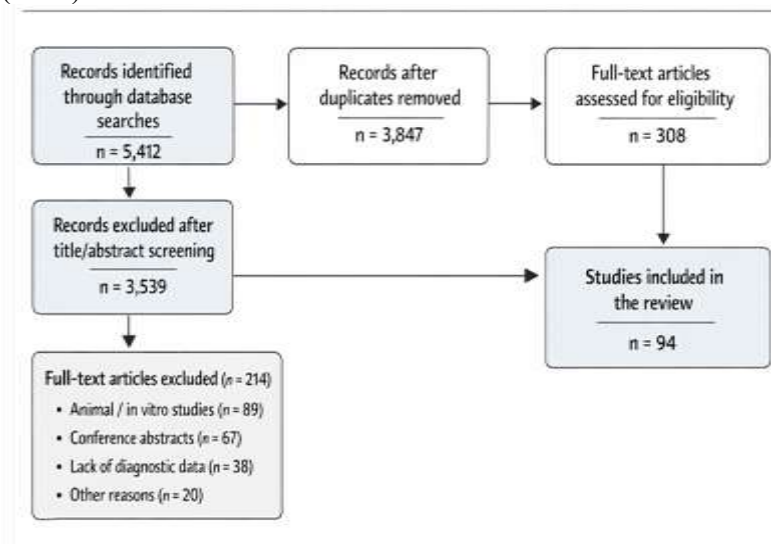 Records identified
through database
searches
n = 5,412
Records after
duplicates removed
n = 3,847
Full-text articles
assessed for eligibility
n = 308
Records excluded after
title/abstract screening
n = 3,539
Studies included in
the review
n = 94
Full-text articles excluded (n = 214)
• Animal / in vitro studies (n = 89)
• Conference abstracts (n = 67)
• Lack of diagnostic data (n = 38)
• Other reasons (n = 20)